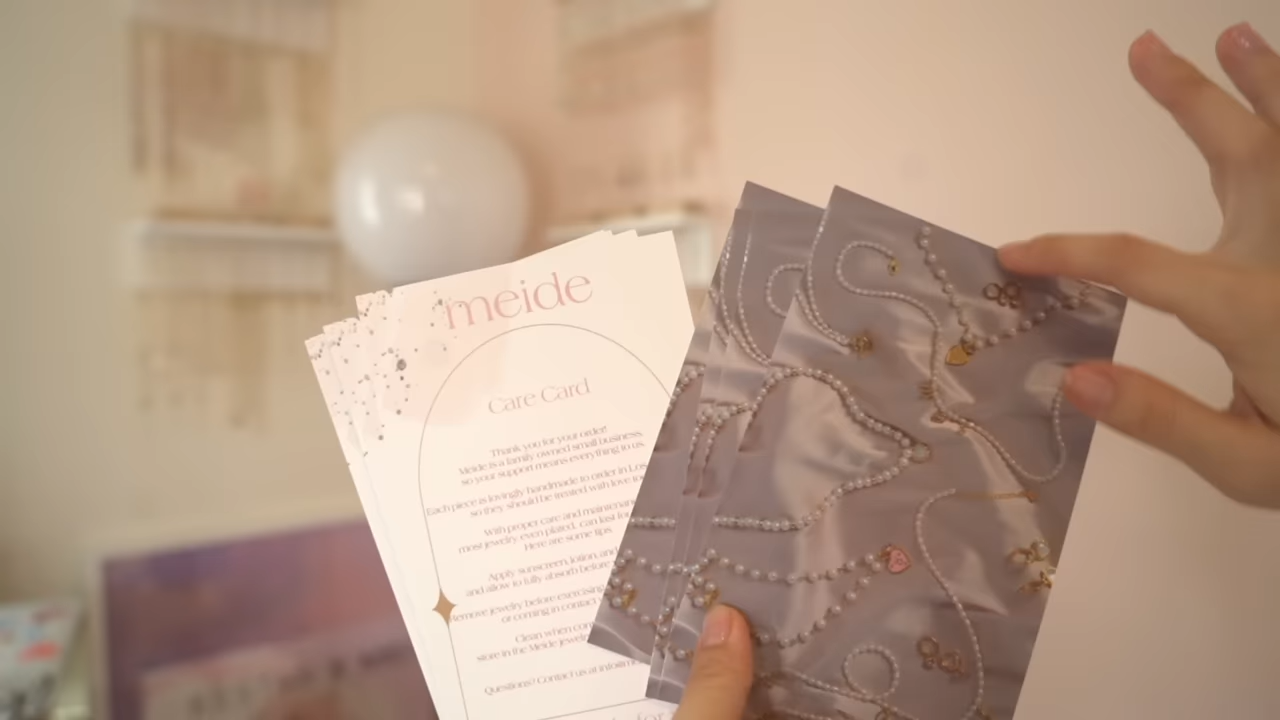 meide
Care Card
Thank you for your order!
Meide is a family owned small business,
so your support means everything to us.
Each piece is lovingly handmade to order in Los
so they should be treated with love
With proper care and
most jewelry, even plated, can last
Here are some tips
Apply sunscreen, lotion, and
and allow to fully absorb before
Remove jewelry before exercising
or coming in contact
Clean when
store in the Meide
Questions? Contact us at